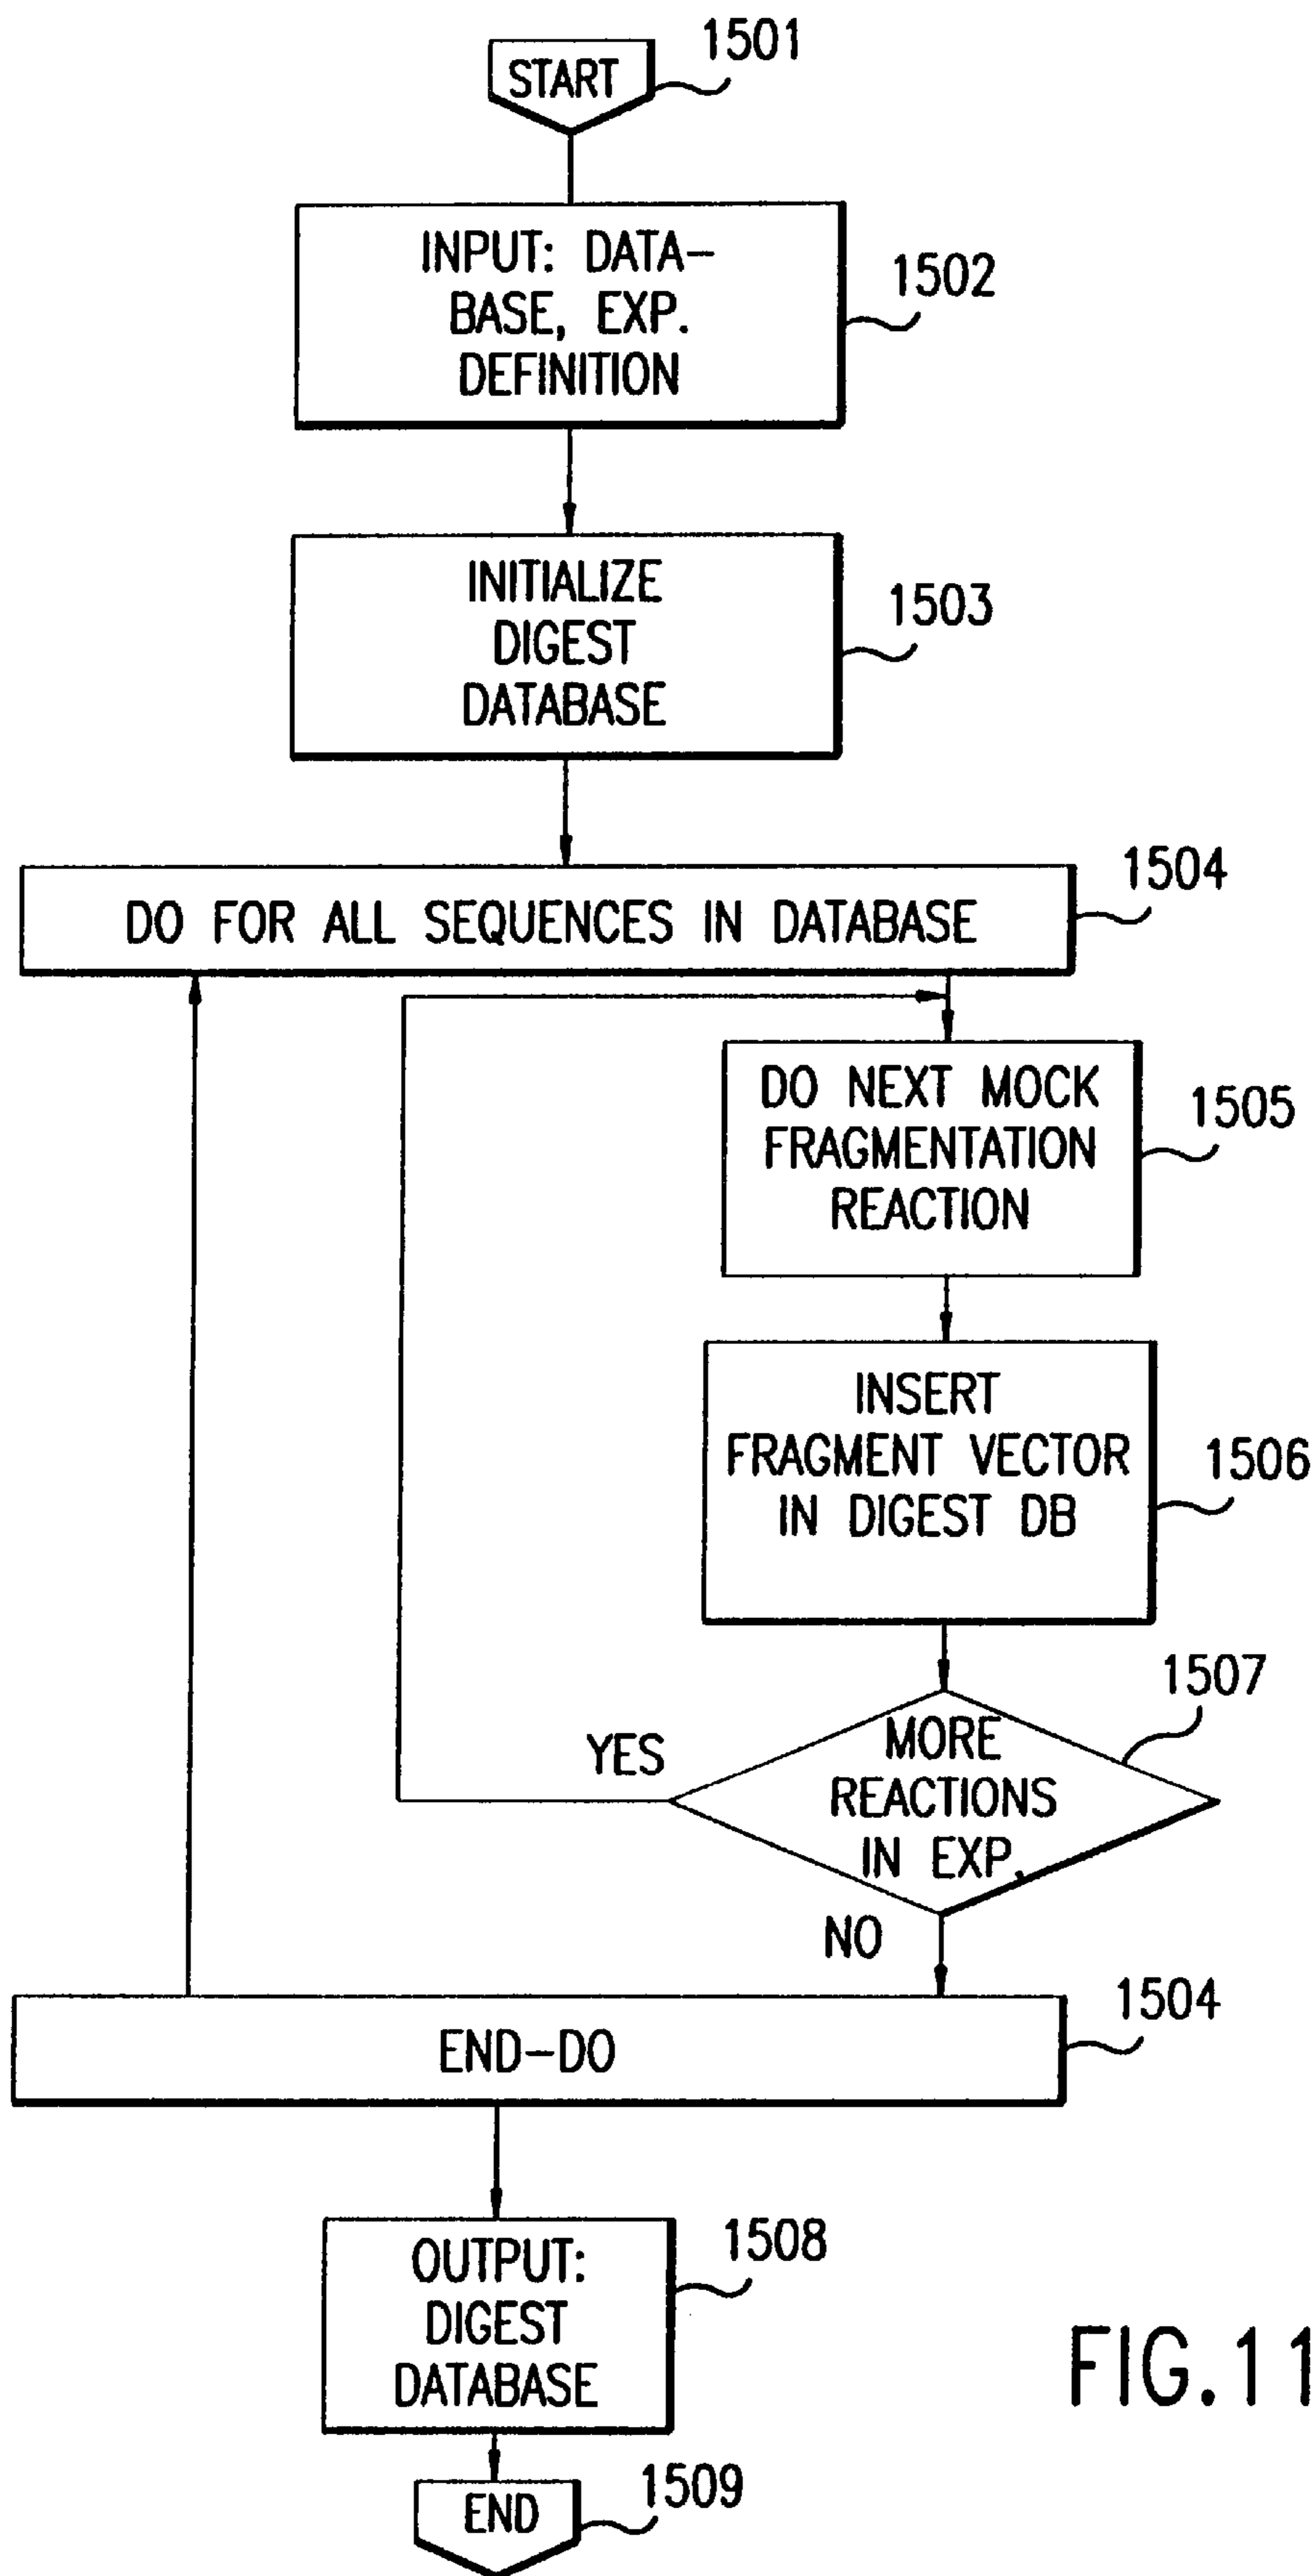 START
1501
INPUT: DATA-
BASE, EXP.
DEFINITION
1502
INITIALIZE
DIGEST
DATABASE
1503
DO FOR ALL SEQUENCES IN DATABASE
1504
DO NEXT MOCK
FRAGMENTATION
REACTION
1505
INSERT
FRAGMENT VECTOR
IN DIGEST DB
1506
MORE
REACTIONS
IN EXP.
1507
YES
NO
END-DO
1504
OUTPUT:
DIGEST
DATABASE
1508
END
1509
FIG.11